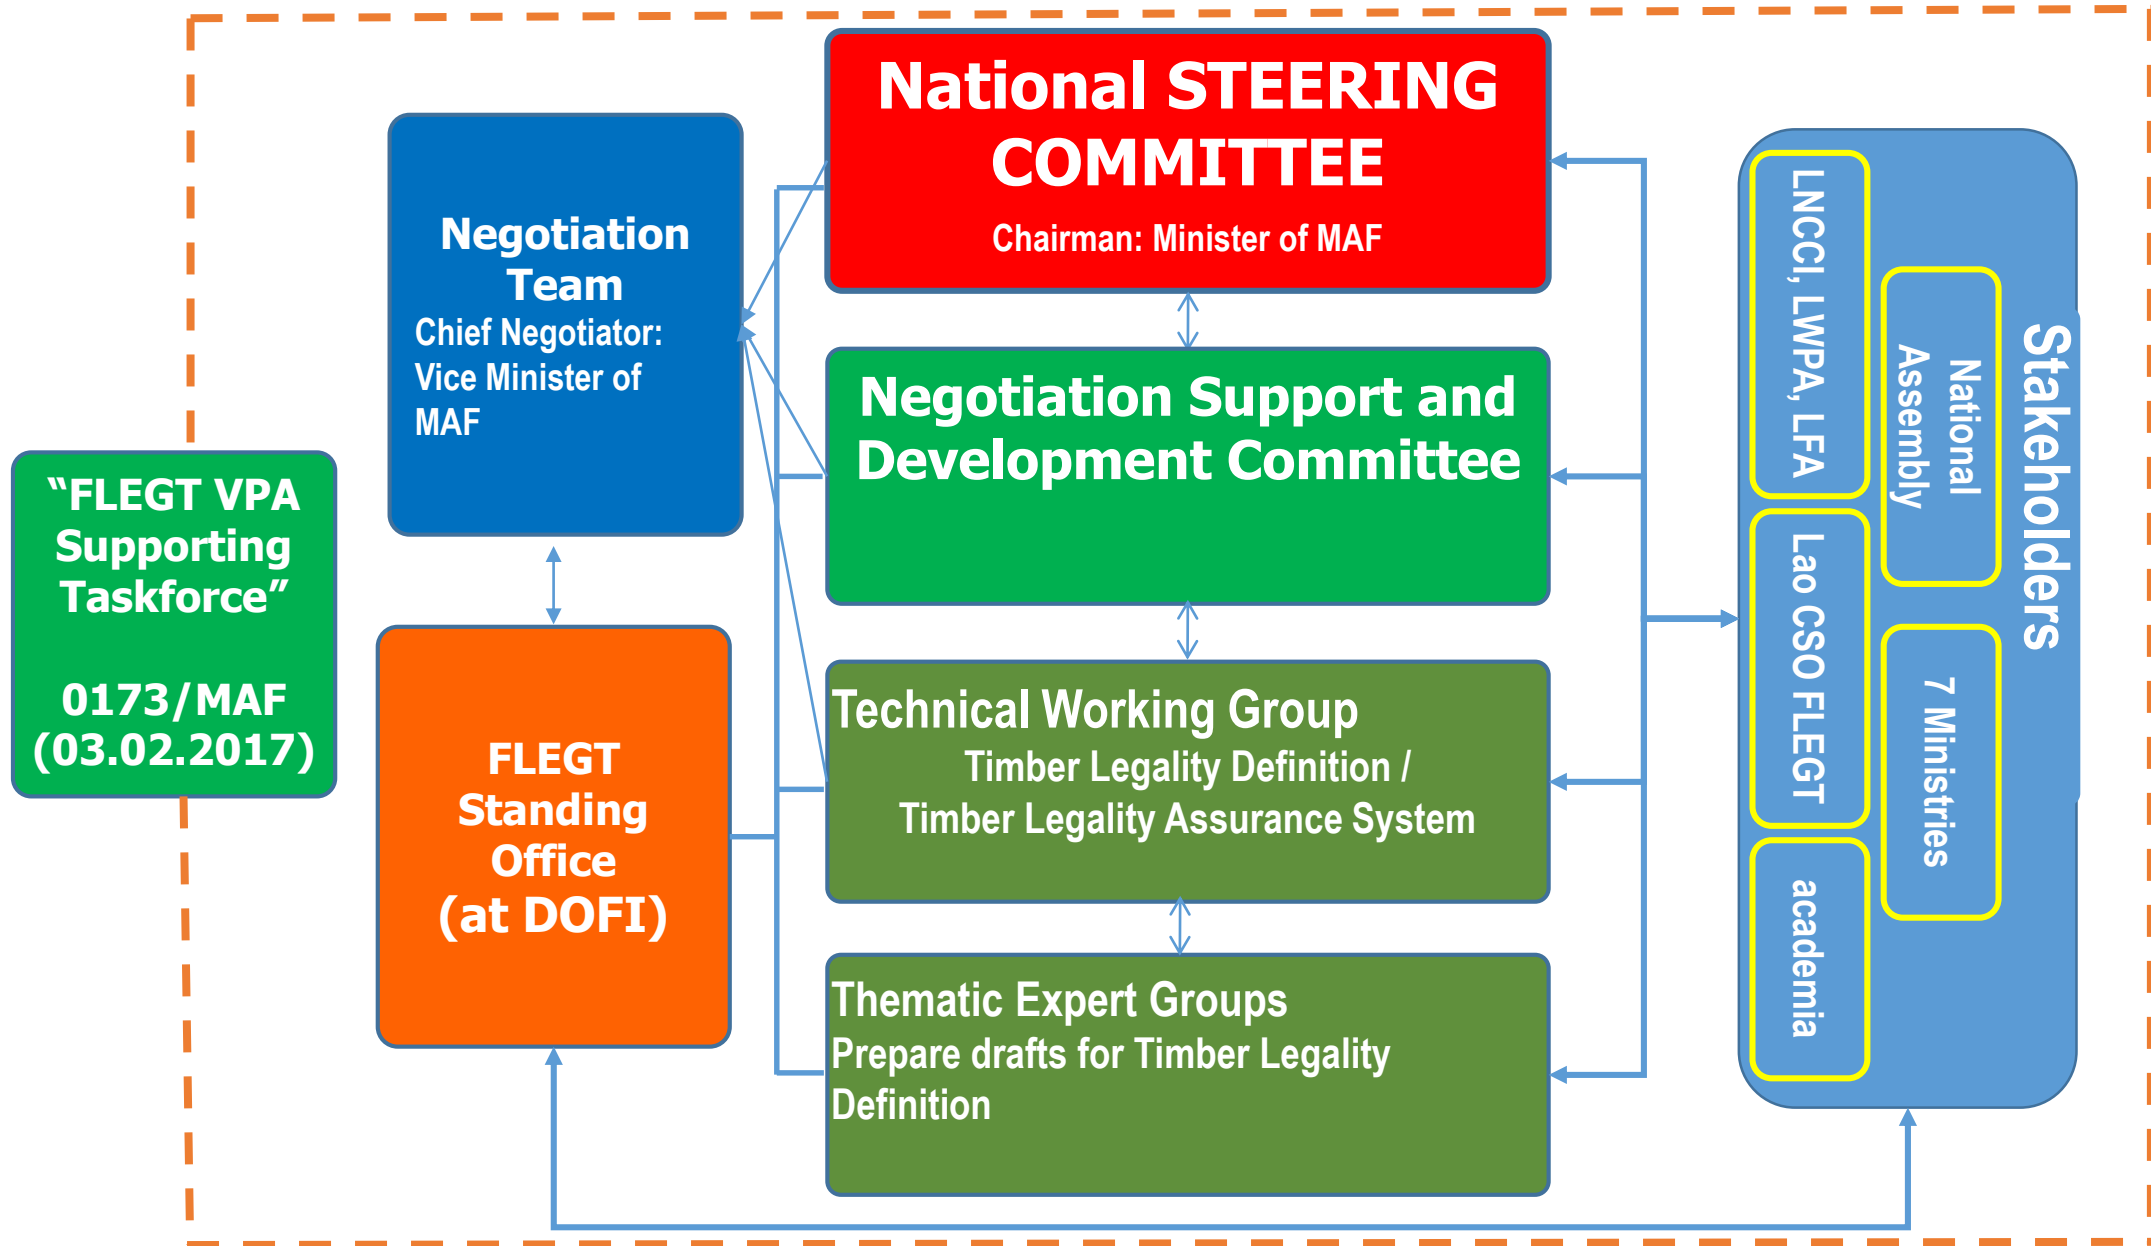 National STEERING
COMMITTEE
Chairman: Minister of MAF
Negotiation
Team
Chief Negotiator:
Vice Minister of
MAF
Negotiation Support and
Development Committee
"FLEGT VPA
Supporting
Taskforce"
0173/MAF
(03.02.2017)
FLEGT
Standing
Office
(at DOFI)
Technical Working Group
Timber Legality Definition /
Timber Legality Assurance System
Thematic Expert Groups
Prepare drafts for Timber Legality
Definition
Stakeholders
National
Assembly
7 Ministries
LNCCI, LWPA, LFA
Lao CSO FLEGT
academia